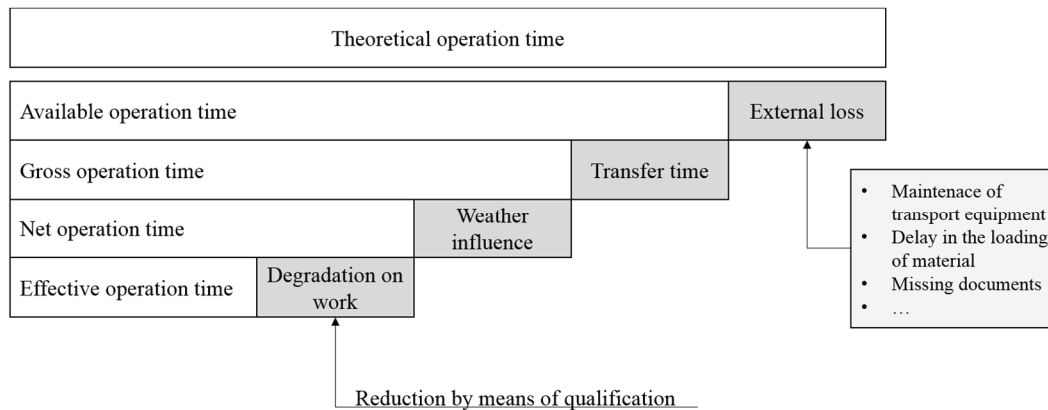 Theoretical operation time
Available operation time
External loss
Gross operation time
Transfer time
Net operation time
Weather
influence
Effective operation time
Degradation on
work
• Maintenace of
transport equipment
• Delay in the loading
of material
• Missing documents
• …
Reduction by means of qualification